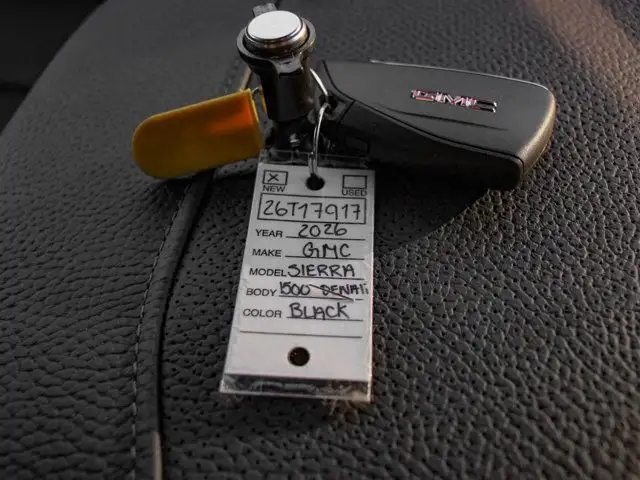 GMC
X
NEW USED
26T17917
YEAR 2026
MAKE GMC
MODEL SIERRA
BODY 1500 DENALI
COLOR BLACK